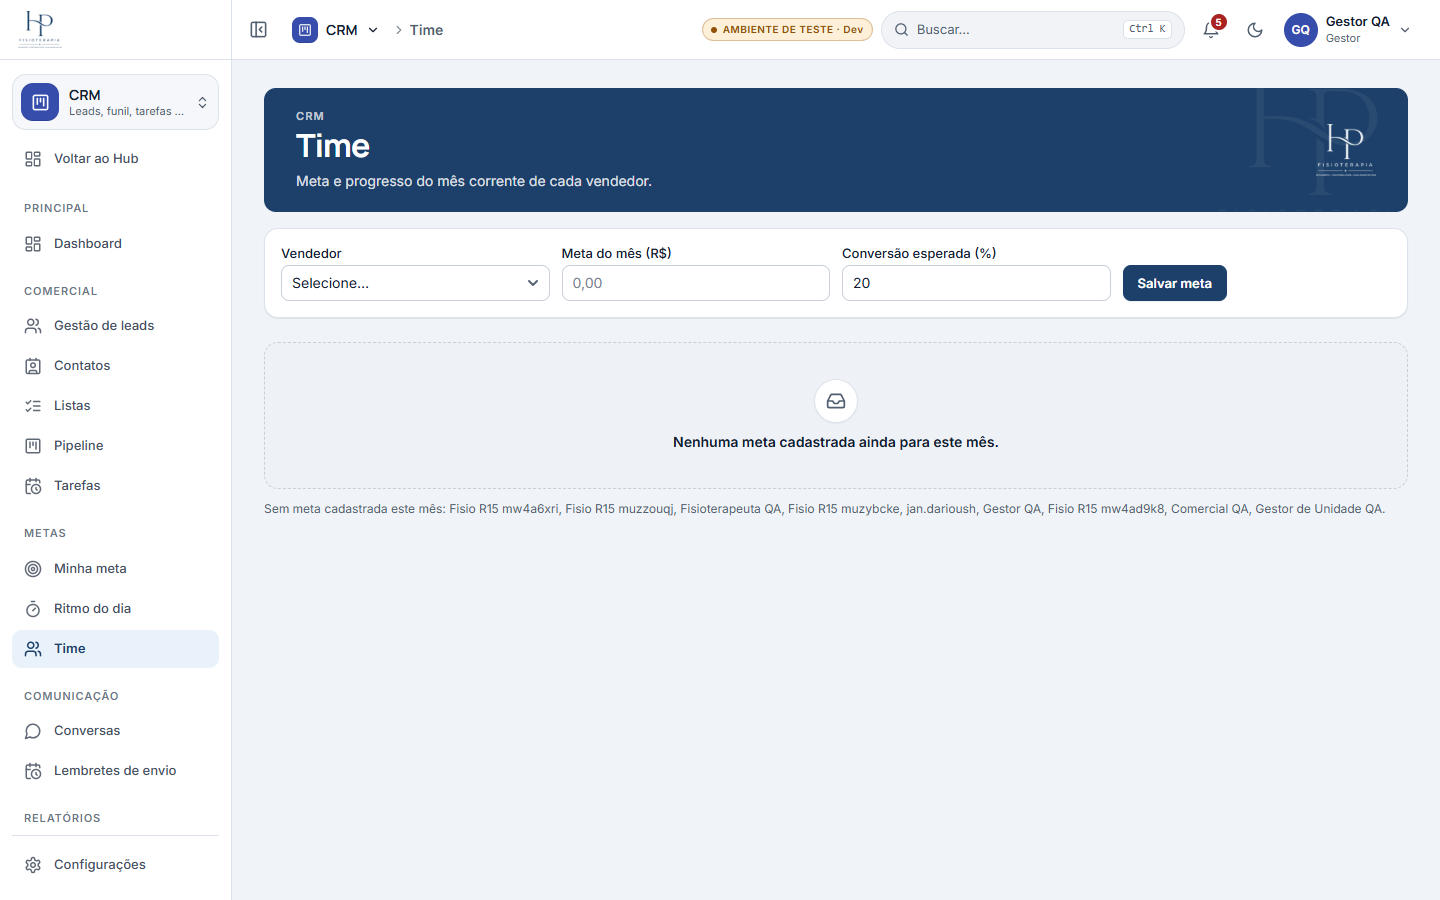 HP
FISIOTERAPIA
CRM
Time
AMBIENTE DE TESTE · Dev
Buscar...
Ctrl K
5
GQ
Gestor QA
Gestor
CRM
Leads, funil, tarefas ...
Voltar ao Hub
PRINCIPAL
Dashboard
COMERCIAL
Gestão de leads
Contatos
Listas
Pipeline
Tarefas
METAS
Minha meta
Ritmo do dia
Time
COMUNICAÇÃO
Conversas
Lembretes de envio
RELATÓRIOS
Configurações
CRM
Time
Meta e progresso do mês corrente de cada vendedor.
HP
FISIOTERAPIA
Vendedor
Selecione...
Meta do mês (R$)
0,00
Conversão esperada (%)
20
Salvar meta
Nenhuma meta cadastrada ainda para este mês.
Sem meta cadastrada este mês: Fisio R15 mw4a6xri, Fisio R15 muzzouqj, Fisioterapeuta QA, Fisio R15 muzybcke, jan.darioush, Gestor QA, Fisio R15 mw4ad9k8, Comercial QA, Gestor de Unidade QA.